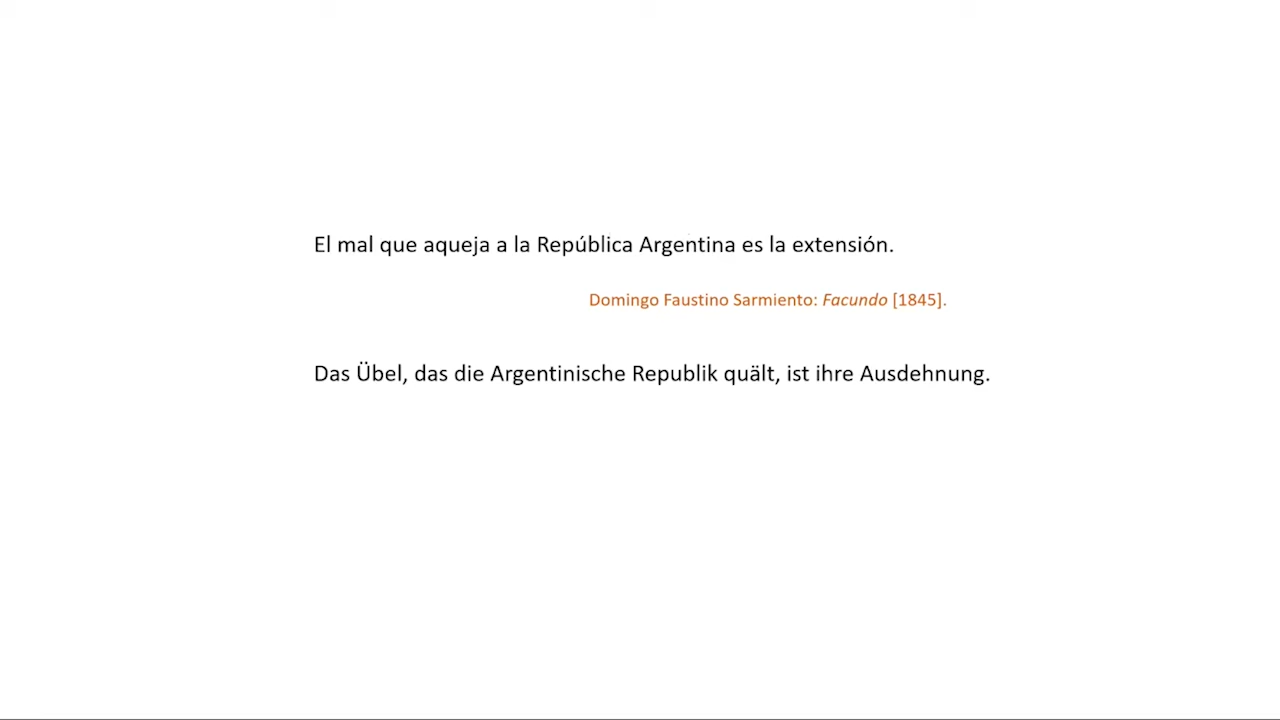 El mal que aqueja a la República Argentina es la extensión.
Domingo Faustino Sarmiento: Facundo [1845].
Das Übel, das die Argentinische Republik quält, ist ihre Ausdehnung.